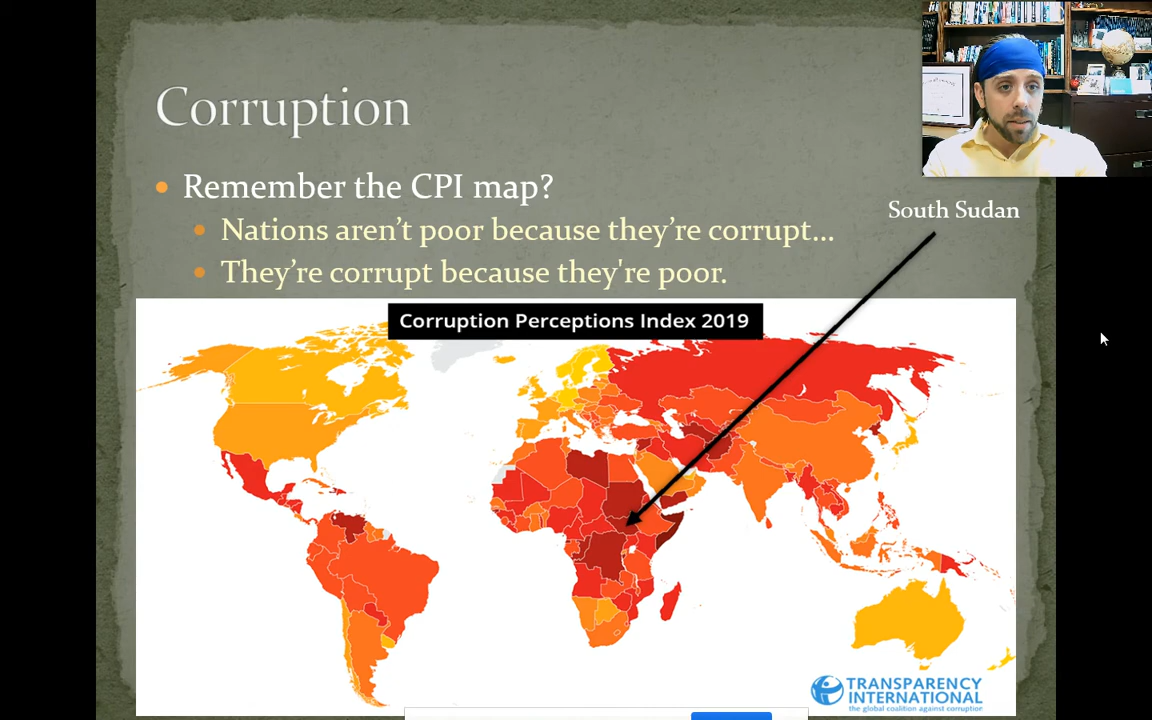 Corruption
Remember the CPI map?
Nations aren’t poor because they’re corrupt...
They’re corrupt because they're poor.
South Sudan
Corruption Perceptions Index 2019
TRANSPARENCY
INTERNATIONAL
the global coalition against corruption